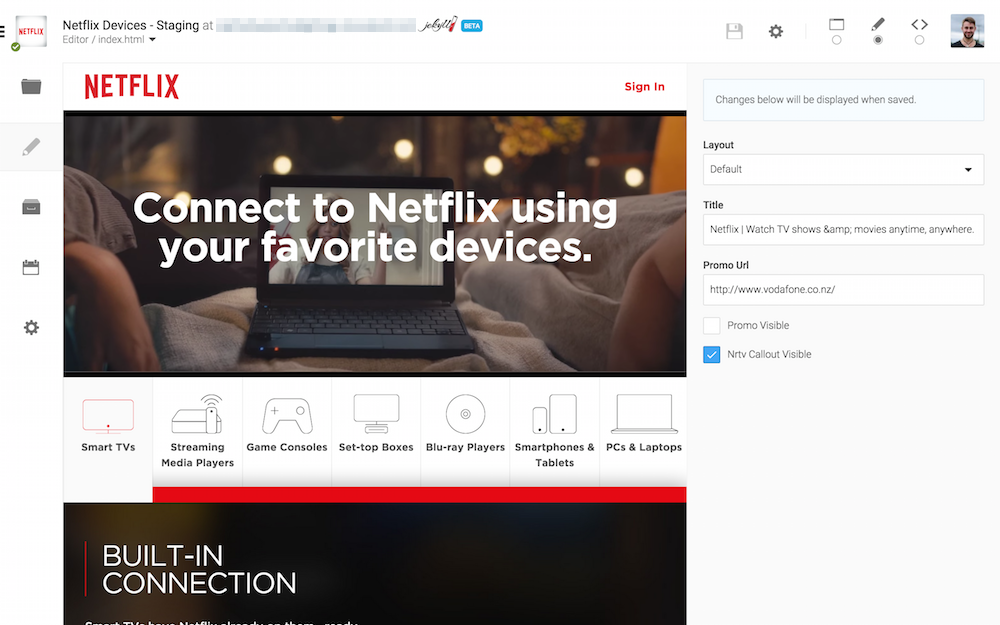 NETFLIX
Netflix Devices - Staging at
jekyll
BETA
Editor / index.html
NETFLIX
Sign In
Connect to Netflix using
your favorite devices.
Smart TVs
Streaming
Media Players
Game Consoles
Set-top Boxes
Blu-ray Players
Smartphones &
Tablets
PCs & Laptops
BUILT-IN
CONNECTION
Smart TVs have Netflix already on them, ready
Changes below will be displayed when saved.
Layout
Default
Title
Netflix | Watch TV shows &amp; movies anytime, anywhere.
Promo Url
http://www.vodafone.co.nz/
Promo Visible
Nrtv Callout Visible